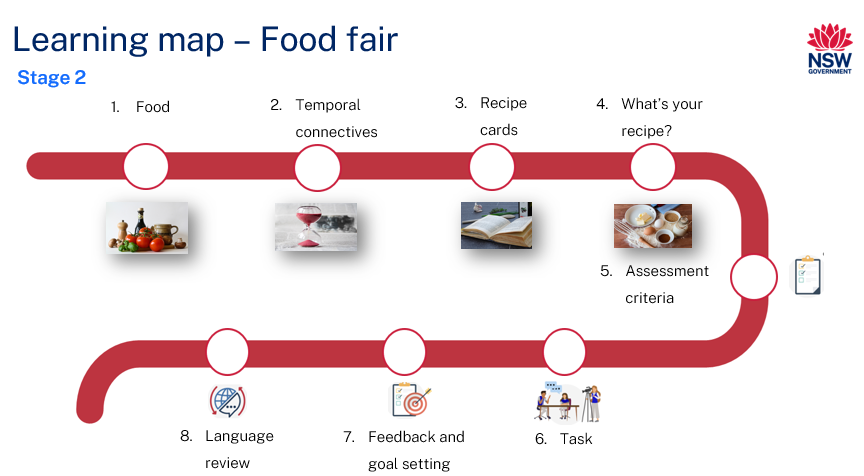 Learning map – Food fair
NSW
GOVERNMENT
Stage 2
1. Food
2. Temporal
connectives
3. Recipe
cards
4. What's your
recipe?
5. Assessment
criteria
6. Task
7. Feedback and
goal setting
8. Language
review